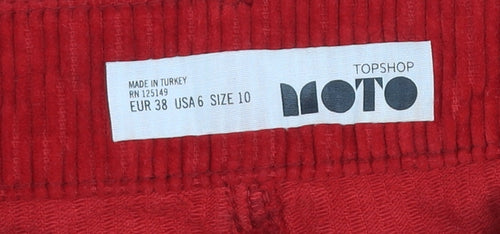 MADE IN TURKEY
RN 125149
EUR 38 USA 6 SIZE 10
TOPSHOP
MOTO